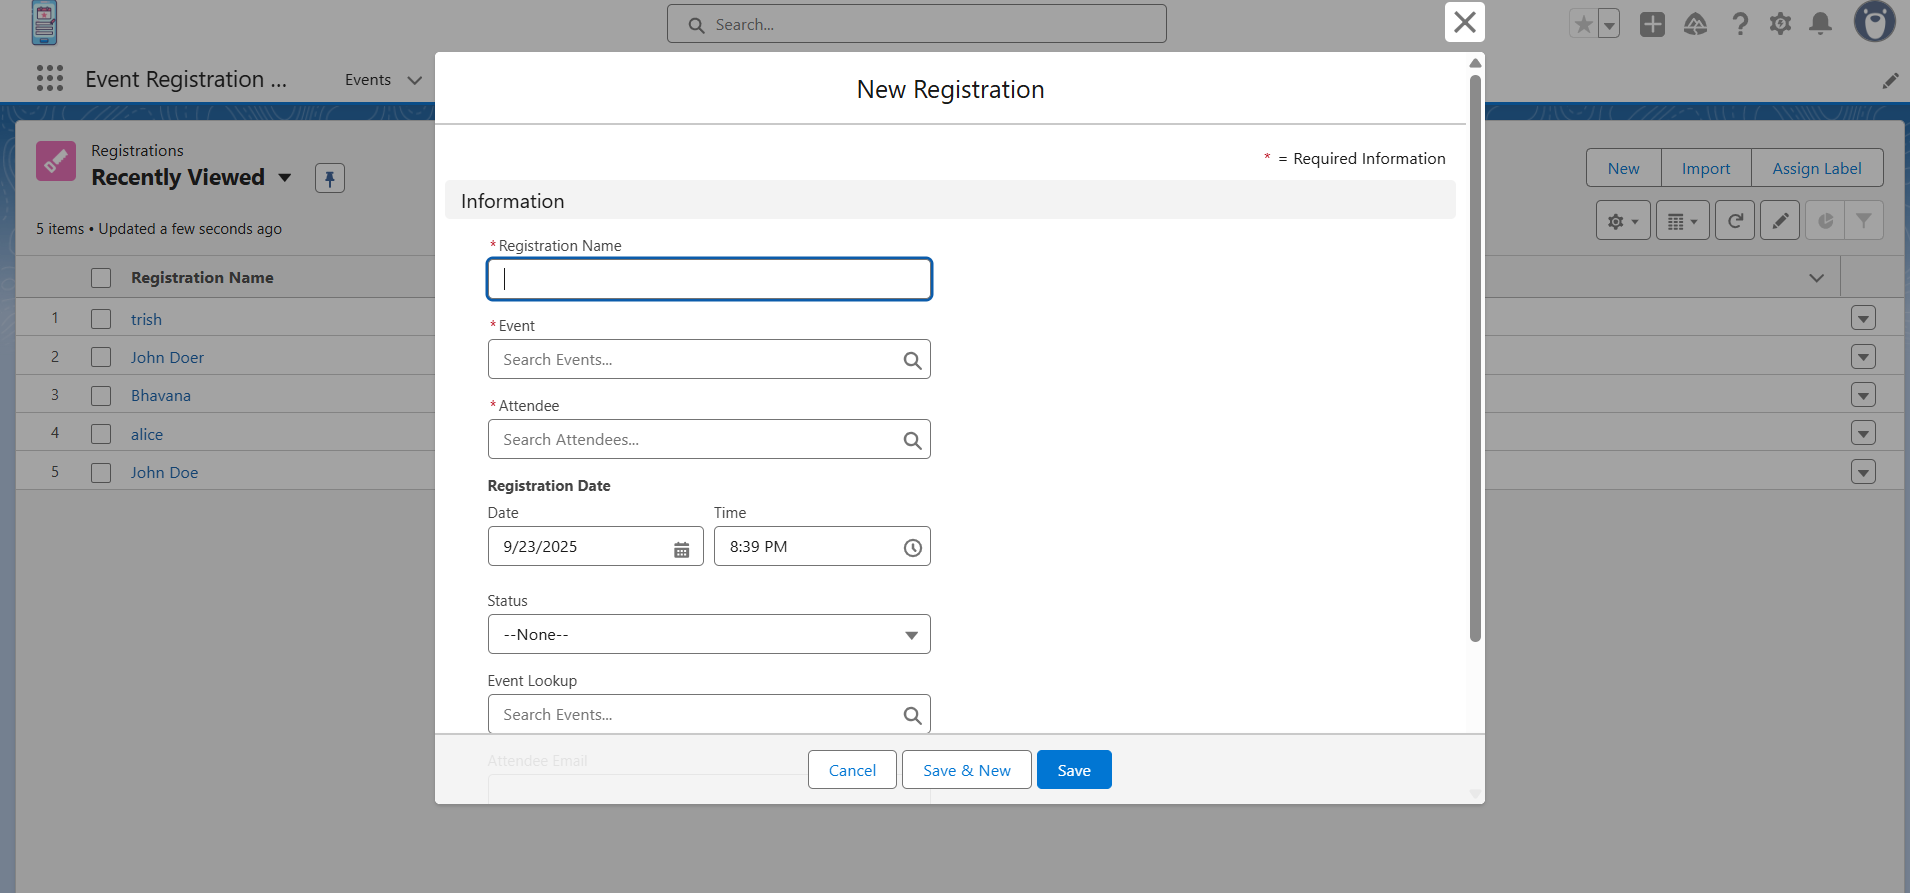 Search...
Event Registration ...
Events
Registrations
Recently Viewed
5 items • Updated a few seconds ago
New
Import
Assign Label
Registration Name
1
trish
2
John Doer
3
Bhavana
4
alice
5
John Doe
New Registration
* = Required Information
Information
*Registration Name
*Event
Search Events...
*Attendee
Search Attendees...
Registration Date
Date
Time
9/23/2025
8:39 PM
Status
--None--
Event Lookup
Search Events...
Attendee Email
Cancel
Save & New
Save